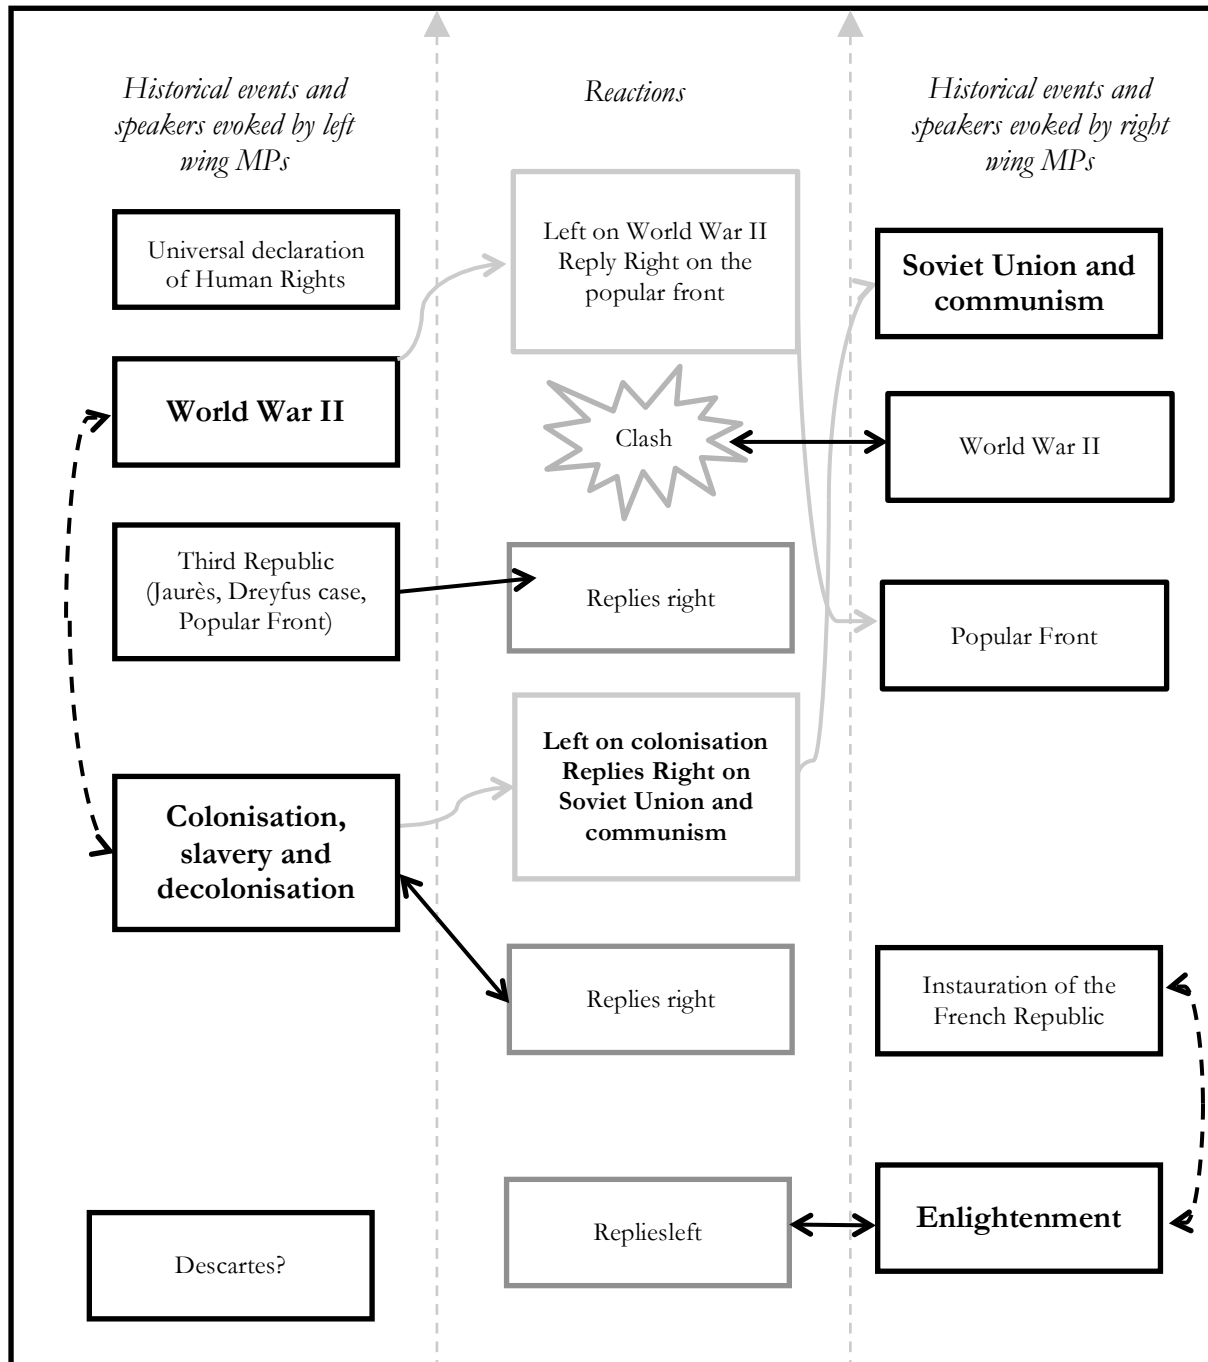 Historical events and
speakers evoked by left
wing MPs
Reactions
Historical events and
speakers evoked by right
wing MPs
Universal declaration
of Human Rights
World War II
Third Republic
(Jaurès, Dreyfus case,
Popular Front)
Colonisation,
slavery and
decolonisation
Descartes?
Left on World War II
Reply Right on the
popular front
Clash
Replies right
Left on colonisation
Replies Right on
Soviet Union and
communism
Replies right
Repliesleft
Soviet Union and
communism
World War II
Popular Front
Instauration of the
French Republic
Enlightenment